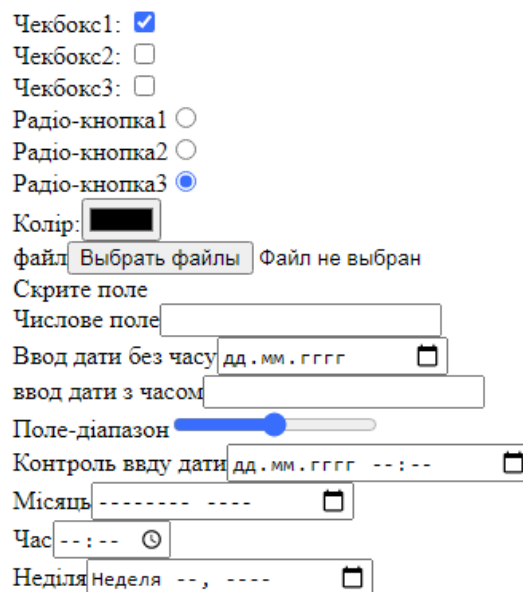 Чекбокс1:
Чекбокс2:
Чекбокс3:
Радіо-кнопка1
Радіо-кнопка2
Радіо-кнопка3
Колір:
файл Выбрать файлы Файл не выбран
Скрите поле
Числове поле
Ввод дати без часу дд.мм.гггг
ввод дати з часом
Поле-діапазон
Контроль ввду дати дд.мм.гггг --:--
Місяць -------- ----
Час --:--
Неділя Неделя --, ----